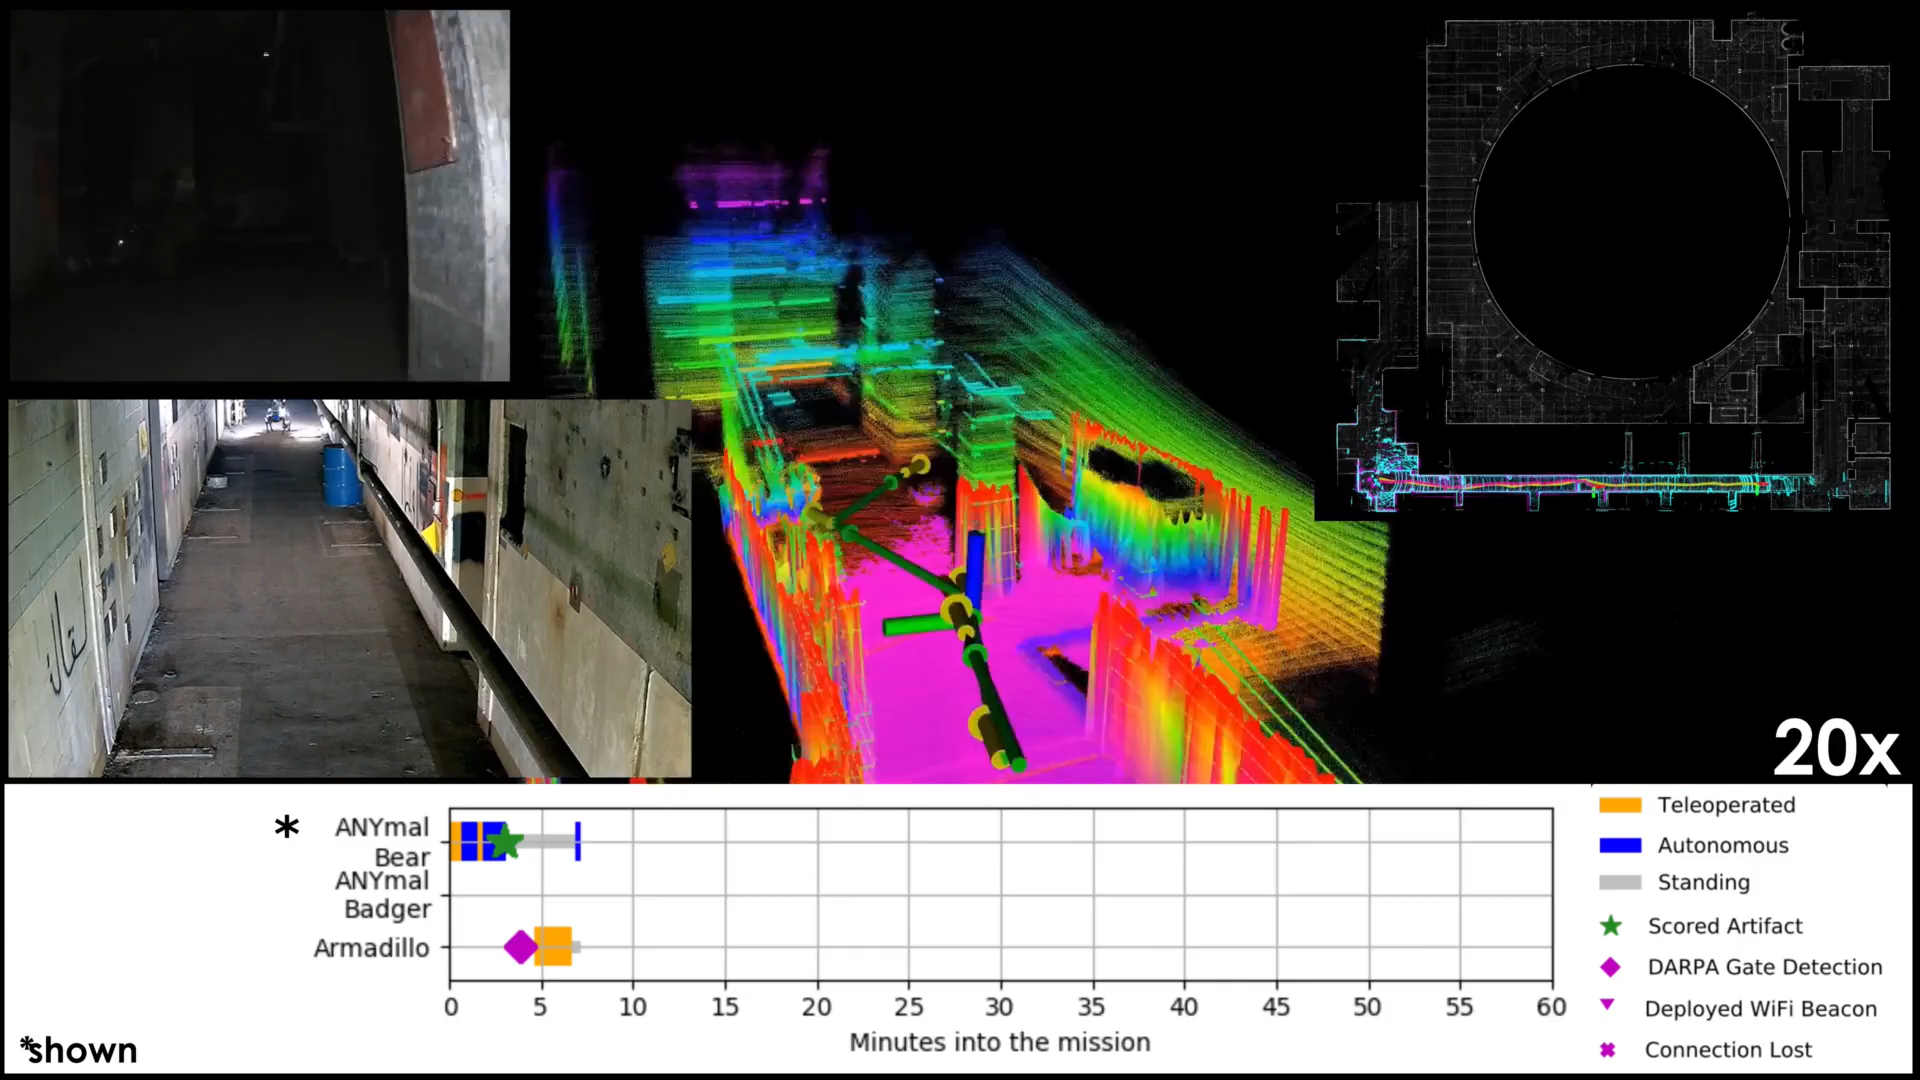 20x
*
ANYmal
Bear
ANYmal
Badger
Armadillo
0 5 10 15 20 25 30 35 40 45 50 55 60
Minutes into the mission
Teleoperated
Autonomous
Standing
Scored Artifact
DARPA Gate Detection
Deployed WiFi Beacon
Connection Lost
*shown